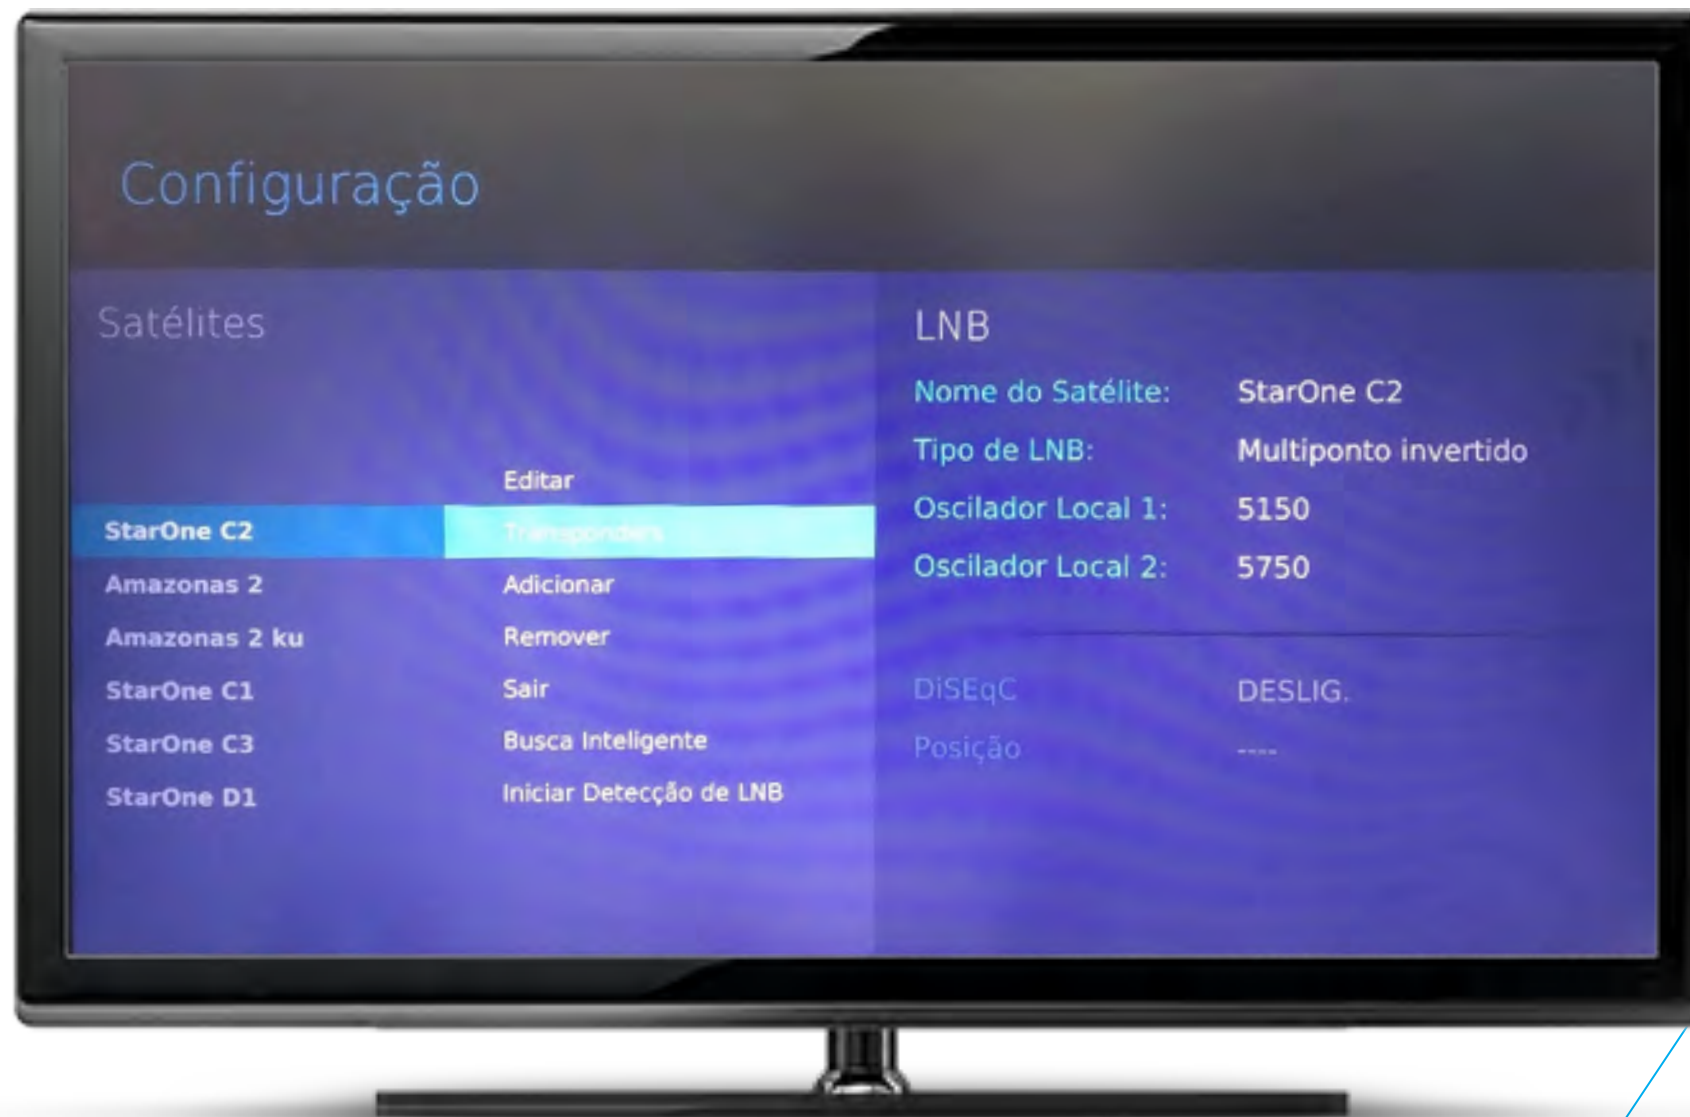 Configuração
Satélites
StarOne C2
Amazonas 2
Amazonas 2 ku
StarOne C1
StarOne C3
StarOne D1
Editar
Transponders
Adicionar
Remover
Sair
Busca Inteligente
Iniciar Detecção de LNB
LNB
Nome do Satélite: StarOne C2
Tipo de LNB: Multiponto invertido
Oscilador Local 1: 5150
Oscilador Local 2: 5750
DiSEqC DESLIG.
Posição ----